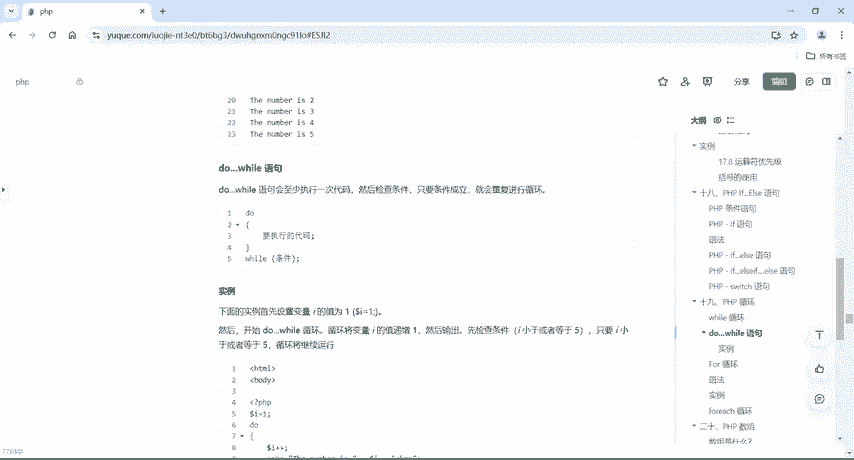 php
yuque.com/luojie-nt3e0/bt6bg3/dwuhgnxm0ngc91lo#ESJl2
所有书签
php
分享
编辑
20 The number is 2
21 The number is 3
22 The number is 4
23 The number is 5
do...while 语句
do...while 语句会至少执行一次代码，然后检查条件，只要条件成立，就会重复进行循环。
1 do
2 {
3 要执行的代码;
4 }
5 while (条件);
实例
下面的实例首先设置变量 i 的值为 1 ($i=1;)。
然后，开始 do...while 循环。循环将变量 i 的值递增 1，然后输出。先检查条件（i 小于或者等于 5），只要 i 小
于或者等于 5，循环将继续运行
1 <html>
2 <body>
3
4 <?php
5 $i=1;
6 do
7 {
8 $i++;
大纲
实例
17.8 运算符优先级
括号的使用
十八、PHP If...Else 语句
PHP 条件语句
PHP - if 语句
语法
PHP - if...else 语句
PHP - if...elseif....else 语句
PHP - switch 语句
十九、PHP 循环
while 循环
do...while 语句
实例
For 循环
语法
实例
foreach 循环
二十、PHP 数组
数组是什么？